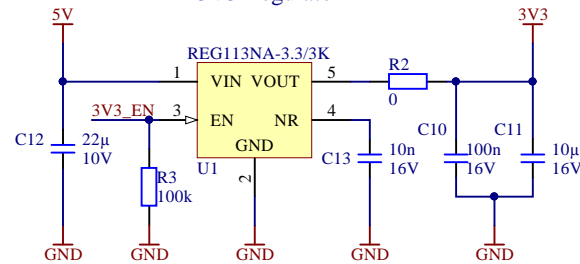 5V
3V3
REG113NA-3.3/3K
1
VIN
VOUT
5
R2
0
3V3_EN
3
EN
NR
4
GND
2
U1
C12
22µ
10V
R3
100k
C13
10n
16V
C10
100n
16V
C11
10µ
16V
GND
GND
GND
GND
GND